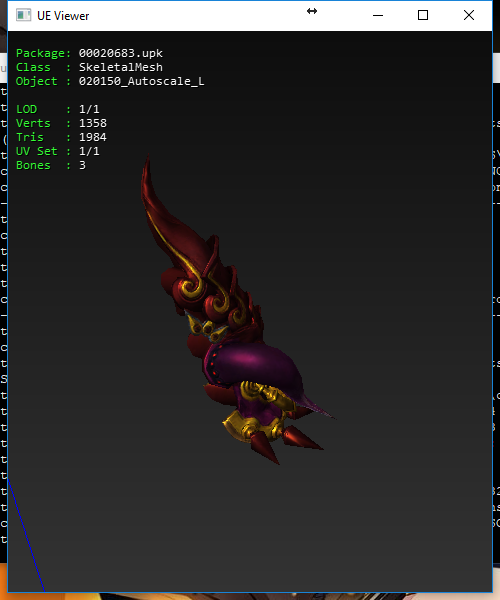 UE Viewer
Package: 00020683.upk
Class : SkeletalMesh
Object : 020150_Autoscale_L
LOD : 1/1
Verts : 1358
Tris : 1984
UV Set : 1/1
Bones : 3